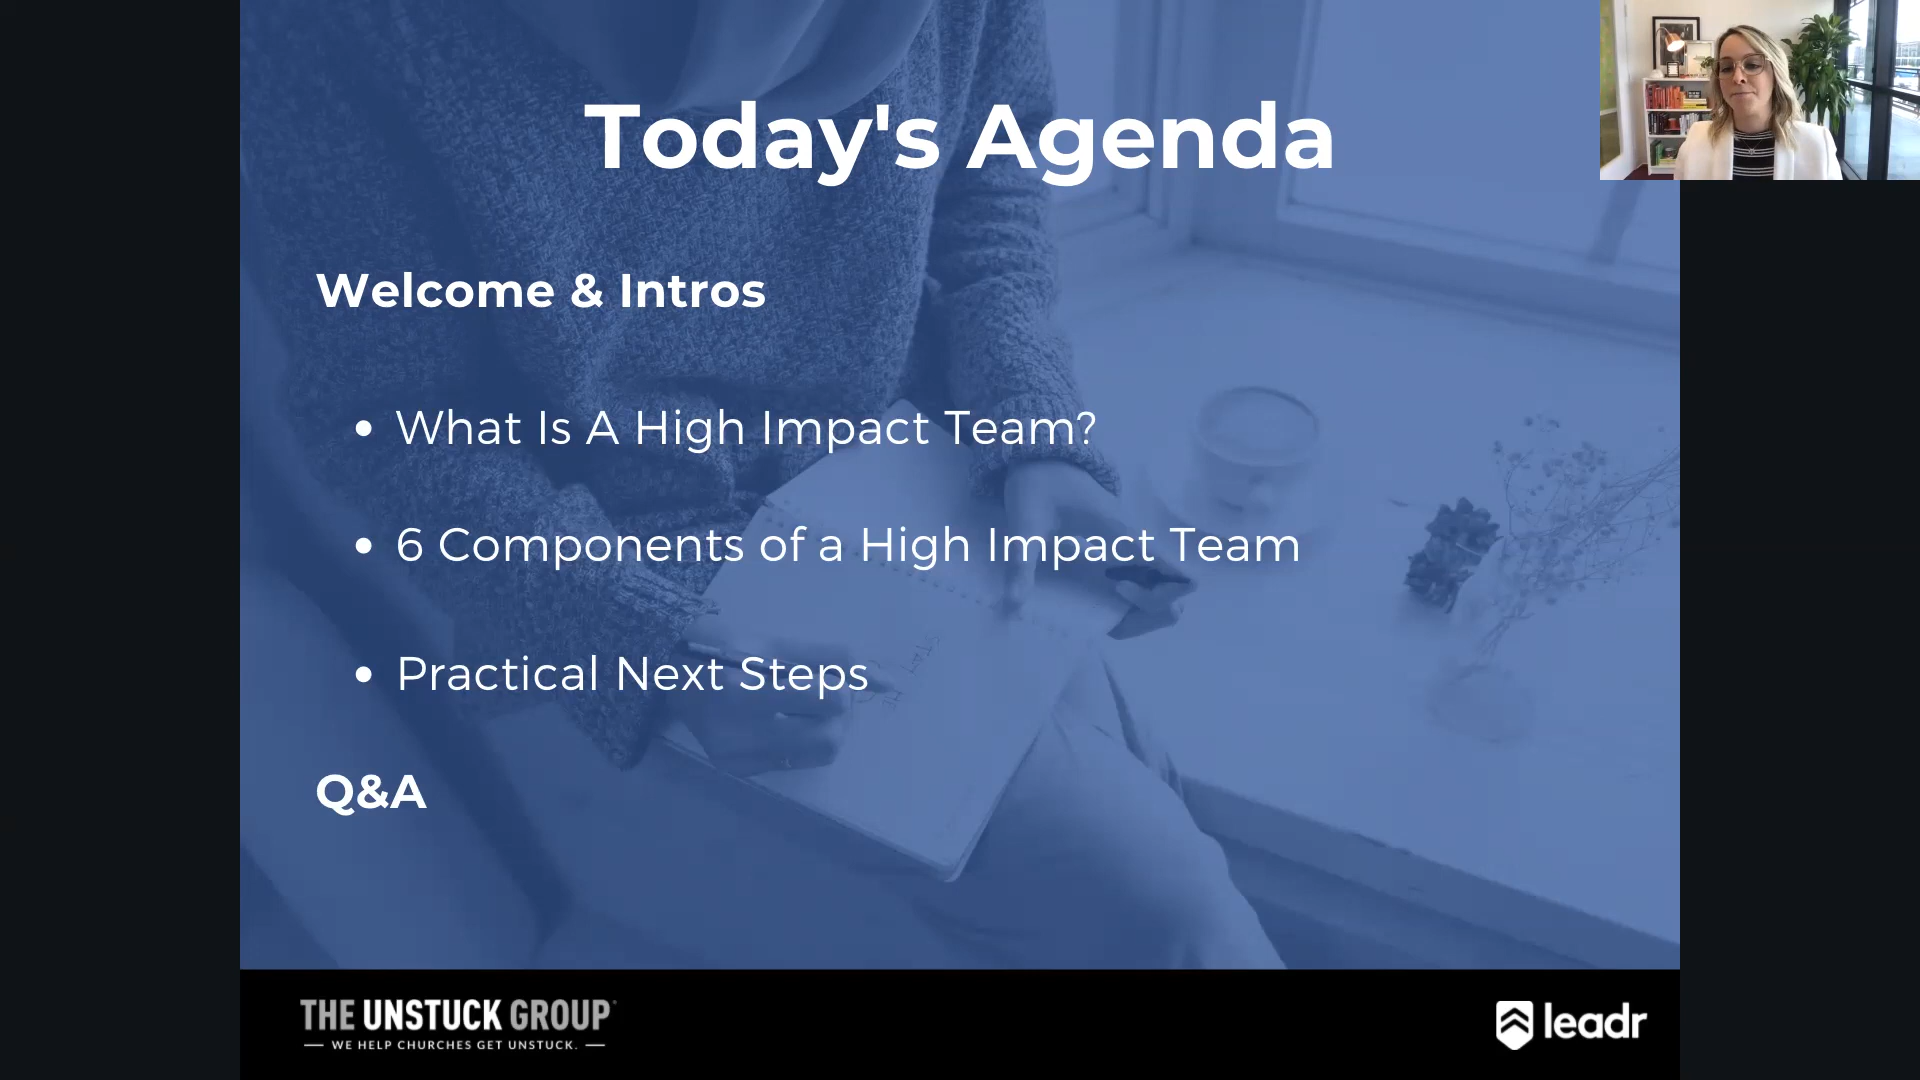 Today's Agenda
Welcome & Intros
• What Is A High Impact Team?
• 6 Components of a High Impact Team
• Practical Next Steps
Q&A
THE UNSTUCK GROUP
— WE HELP CHURCHES GET UNSTUCK. —
leadr